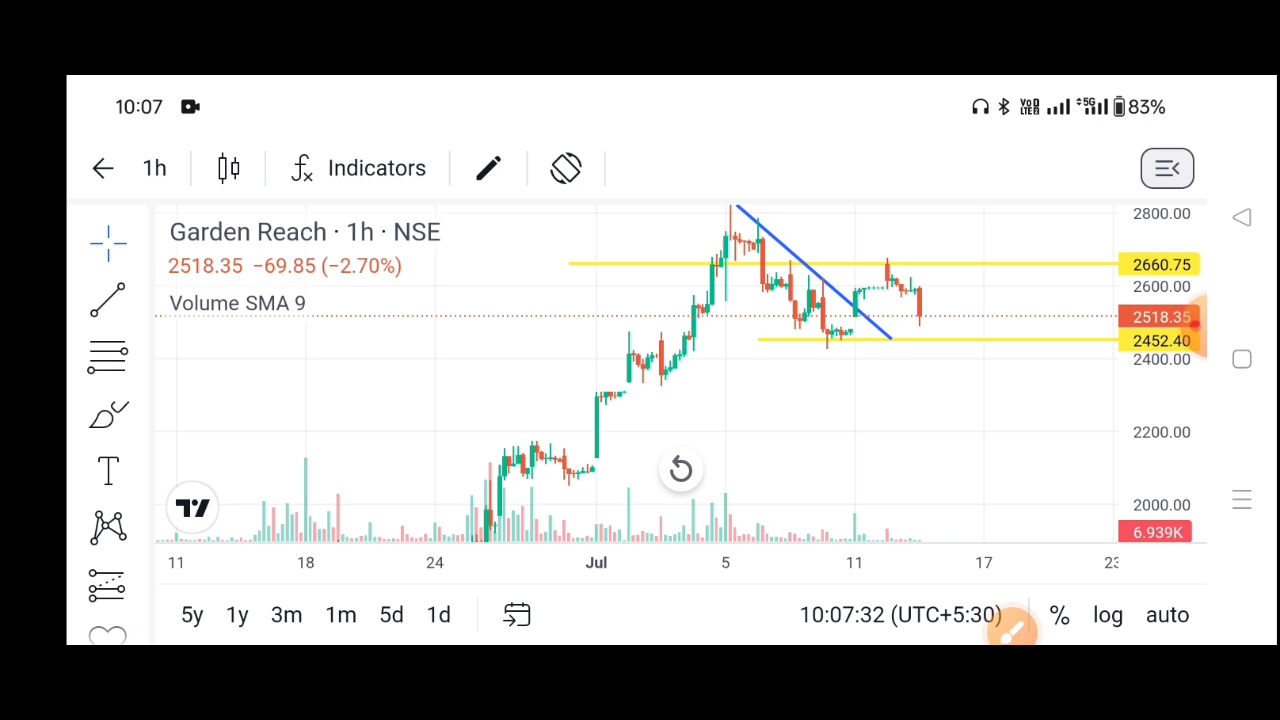 10:07 VoD LTE 5G 83%
1h Indicators
Garden Reach · 1h · NSE
2518.35 −69.85 (−2.70%)
Volume SMA 9
2800.00
2660.75
2600.00
2518.35
2452.40
2400.00
2200.00
2000.00
6.939K
11 18 24 Jul 5 11 17 23
5y 1y 3m 1m 5d 1d 10:07:32 (UTC+5:30) % log auto